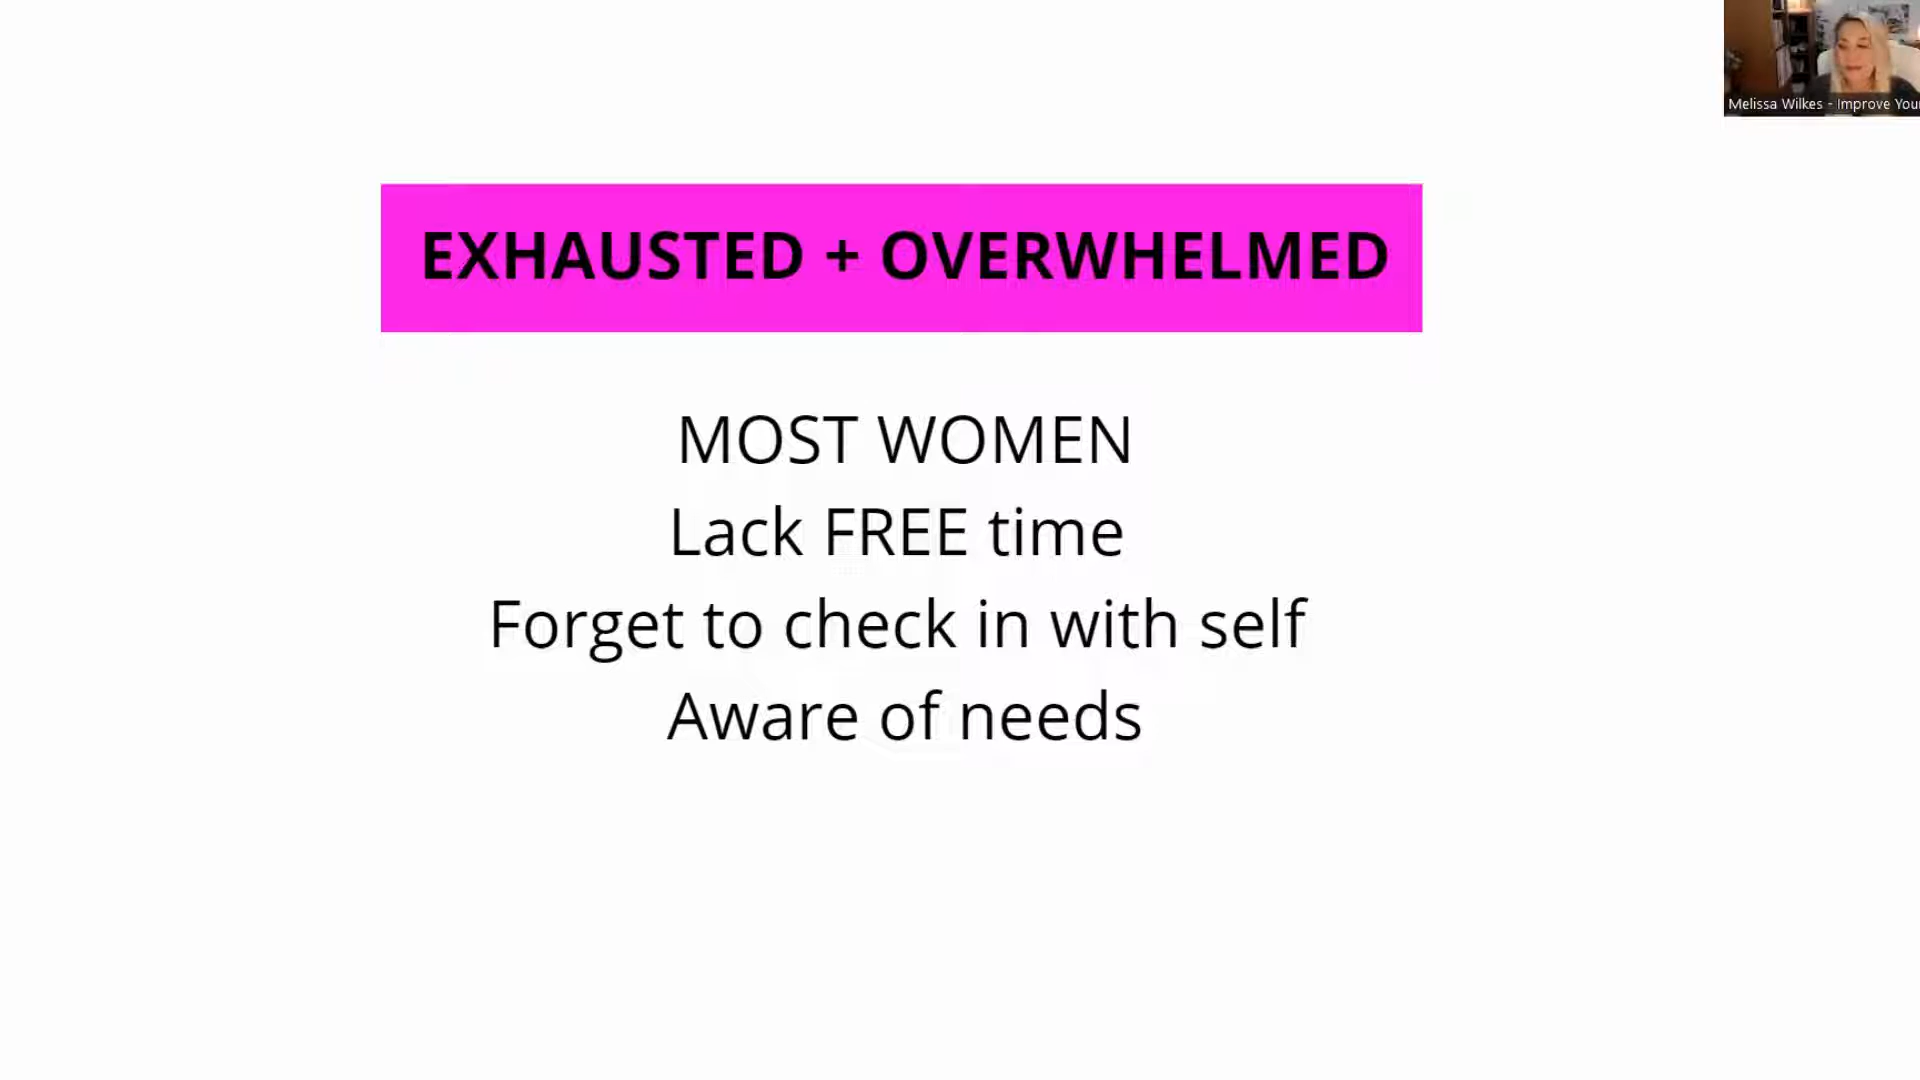 Melissa Wilkes - Improve You
EXHAUSTED + OVERWHELMED
MOST WOMEN
Lack FREE time
Forget to check in with self
Aware of needs